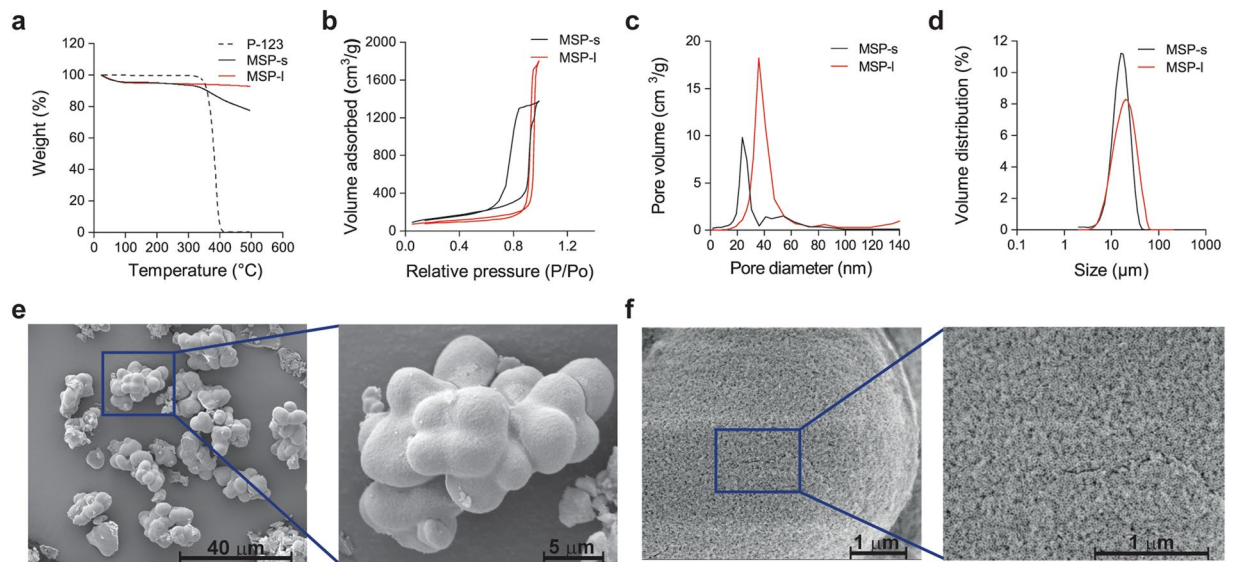 a
P-123
MSP-s
MSP-l
120
100
80
60
40
20
0
0 100 200 300 400 500 600
Weight (%)
Temperature (°C)
b
MSP-s
MSP-l
2000
1600
1200
800
400
0
0.0 0.4 0.8 1.2
Volume adsorbed (cm³/g)
Relative pressure (P/Po)
c
MSP-s
MSP-l
20
15
10
5
0
0 20 40 60 80 100 120 140
Pore volume (cm ³/g)
Pore diameter (nm)
d
MSP-s
MSP-l
12
10
8
6
4
2
0
0.1 1 10 100 1000
Volume distribution (%)
Size (µm)
e
40 µm
5 µm
f
1 µm
1 µm